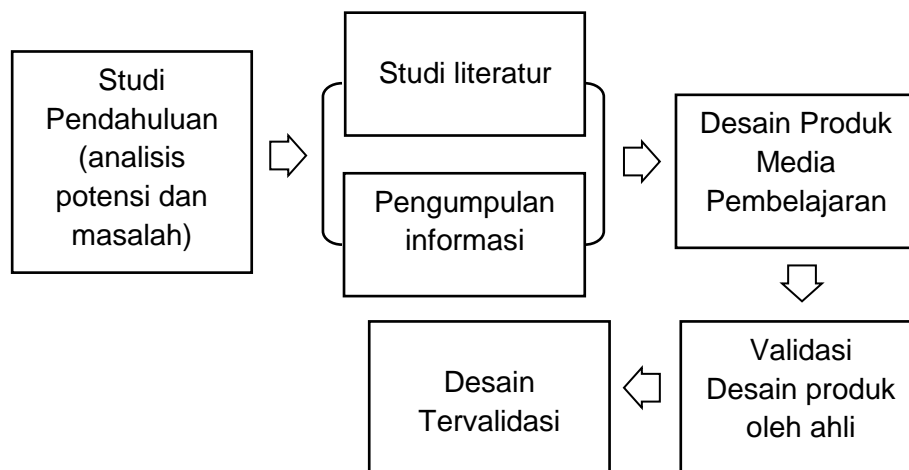 Studi
Pendahuluan
(analisis
potensi dan
masalah)
Studi literatur
Pengumpulan
informasi
Desain Produk
Media
Pembelajaran
Validasi
Desain produk
oleh ahli
Desain
Tervalidasi